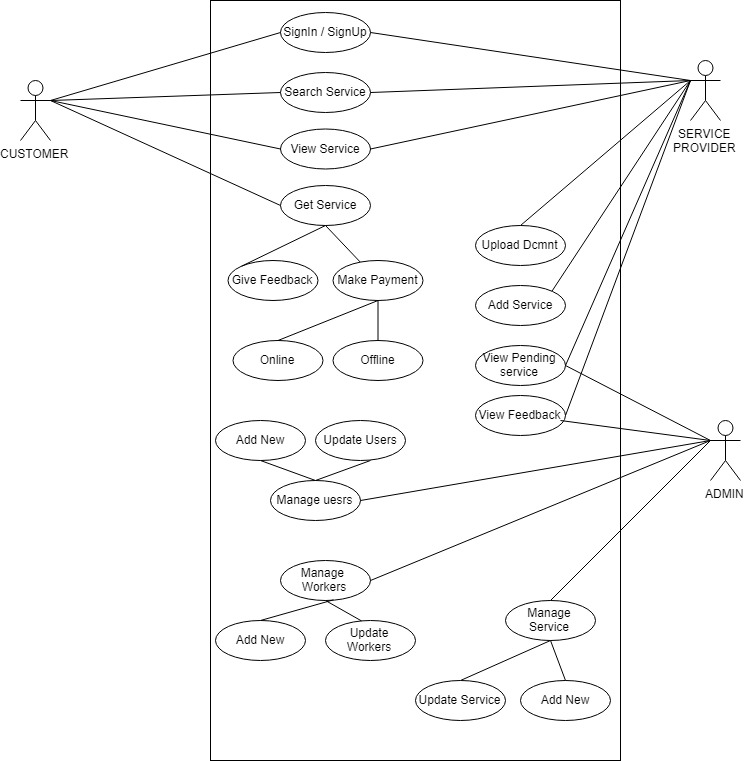 SignIn / SignUp
Search Service
CUSTOMER
SERVICE
PROVIDER
View Service
Get Service
Upload Dcmnt
Give Feedback
Make Payment
Add Service
Online
Offline
View Pending
service
View Feedback
Add New
Update Users
ADMIN
Manage uesrs
Manage
Workers
Manage
Service
Add New
Update
Workers
Update Service
Add New